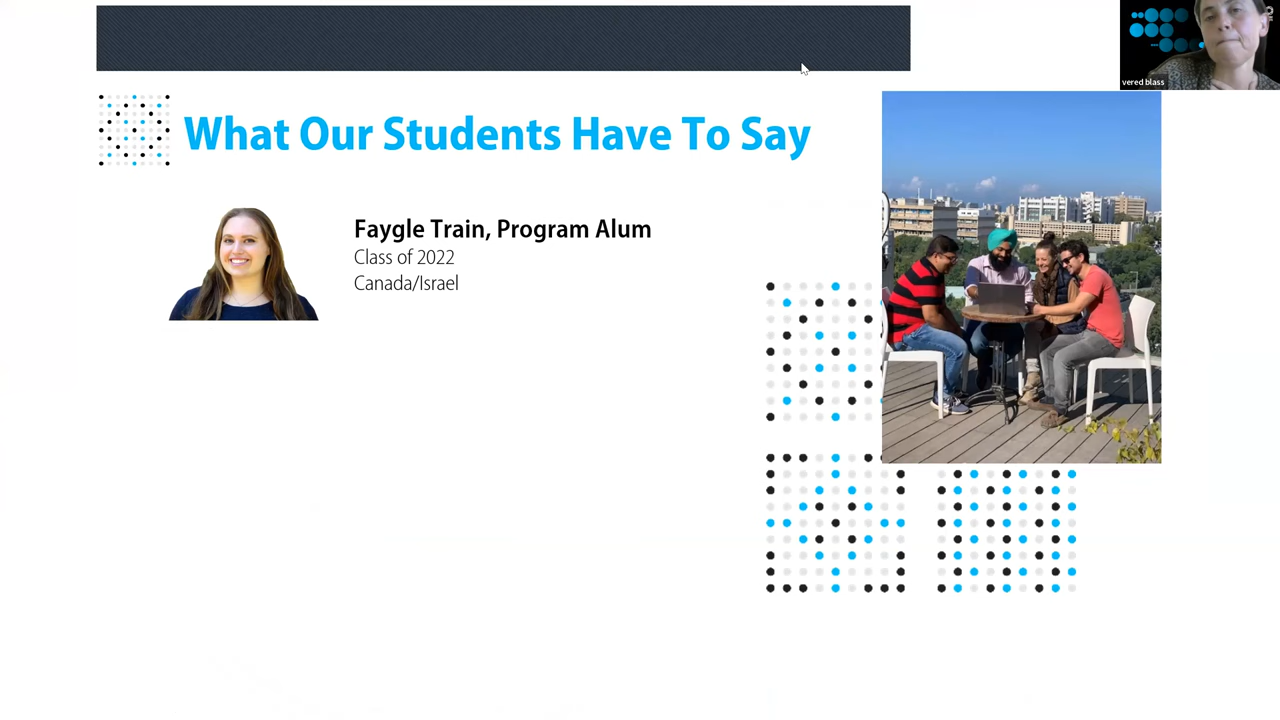 vered blass
What Our Students Have To Say
Faygle Train, Program Alum
Class of 2022
Canada/Israel